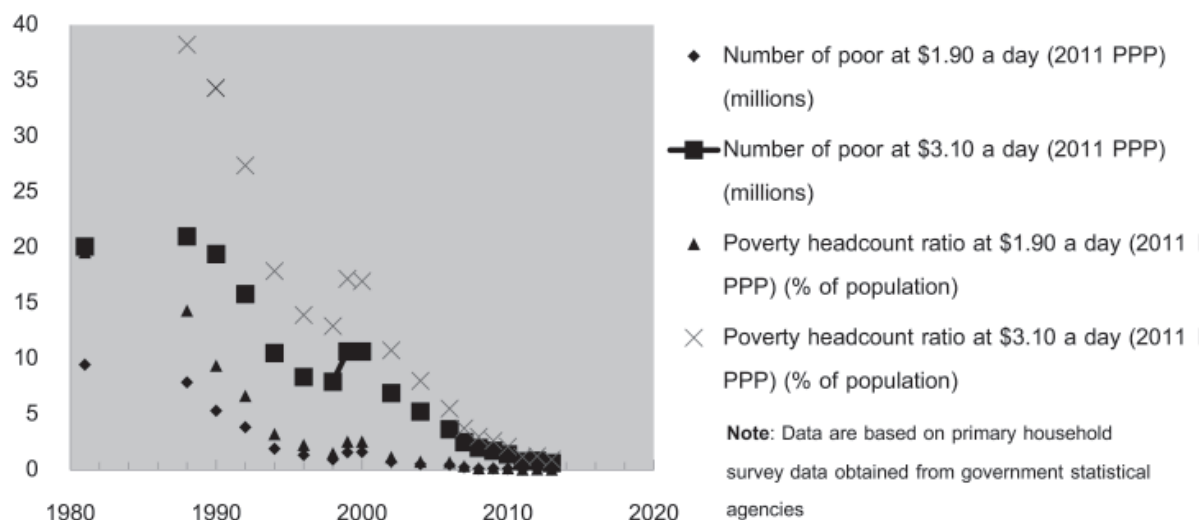 40
35
30
25
20
15
10
5
0
1980
1990
2000
2010
2020
Number of poor at $1.90 a day (2011 PPP)
(millions)
Number of poor at $3.10 a day (2011 PPP)
(millions)
Poverty headcount ratio at $1.90 a day (2011
PPP) (% of population)
Poverty headcount ratio at $3.10 a day (2011
PPP) (% of population)
Note: Data are based on primary household
survey data obtained from government statistical
agencies